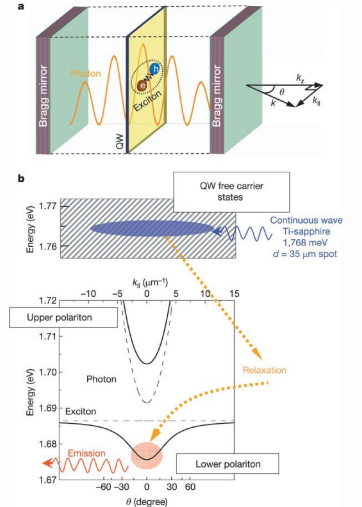 a
Bragg mirror
Photon
QW
e
h
Exciton
Bragg mirror
k_z
θ
k
k_∥
b
QW free carrier
states
Energy (eV)
1.77
1.76
Continuous wave
Ti-sapphire
1,768 meV
d = 35 μm spot
k_∥ (μm⁻¹)
−10 −5 0 5 10 15
1.72
Upper polariton
1.71
1.70
Photon
Energy (eV)
1.69
Exciton
Relaxation
1.68
Emission
Lower polariton
1.67
−60 −30 0 30 60
θ (degree)